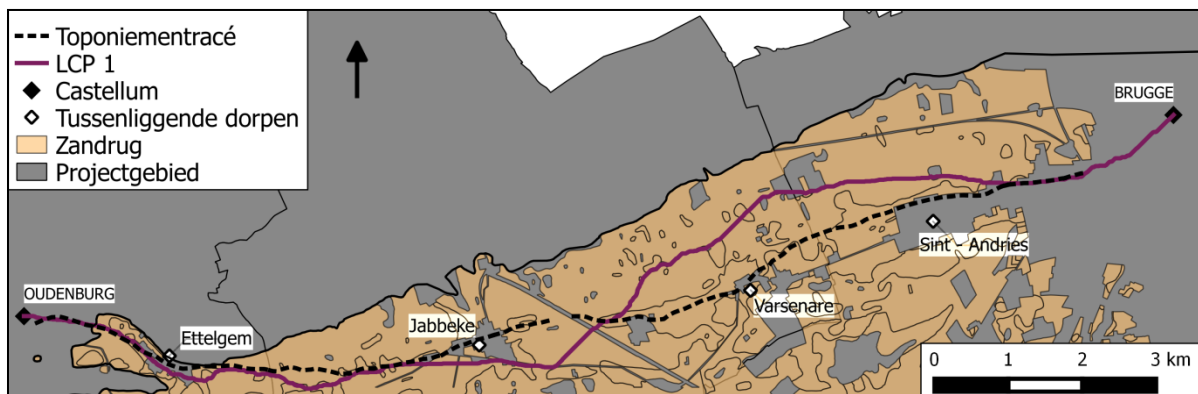 Toponiementracé
LCP 1
Castellum
Tussenliggende dorpen
Zandrug
Projectgebied
BRUGGE
Sint - Andries
Varsenare
OUDENBURG
Ettelgem
Jabbeke
0 1 2 3 km